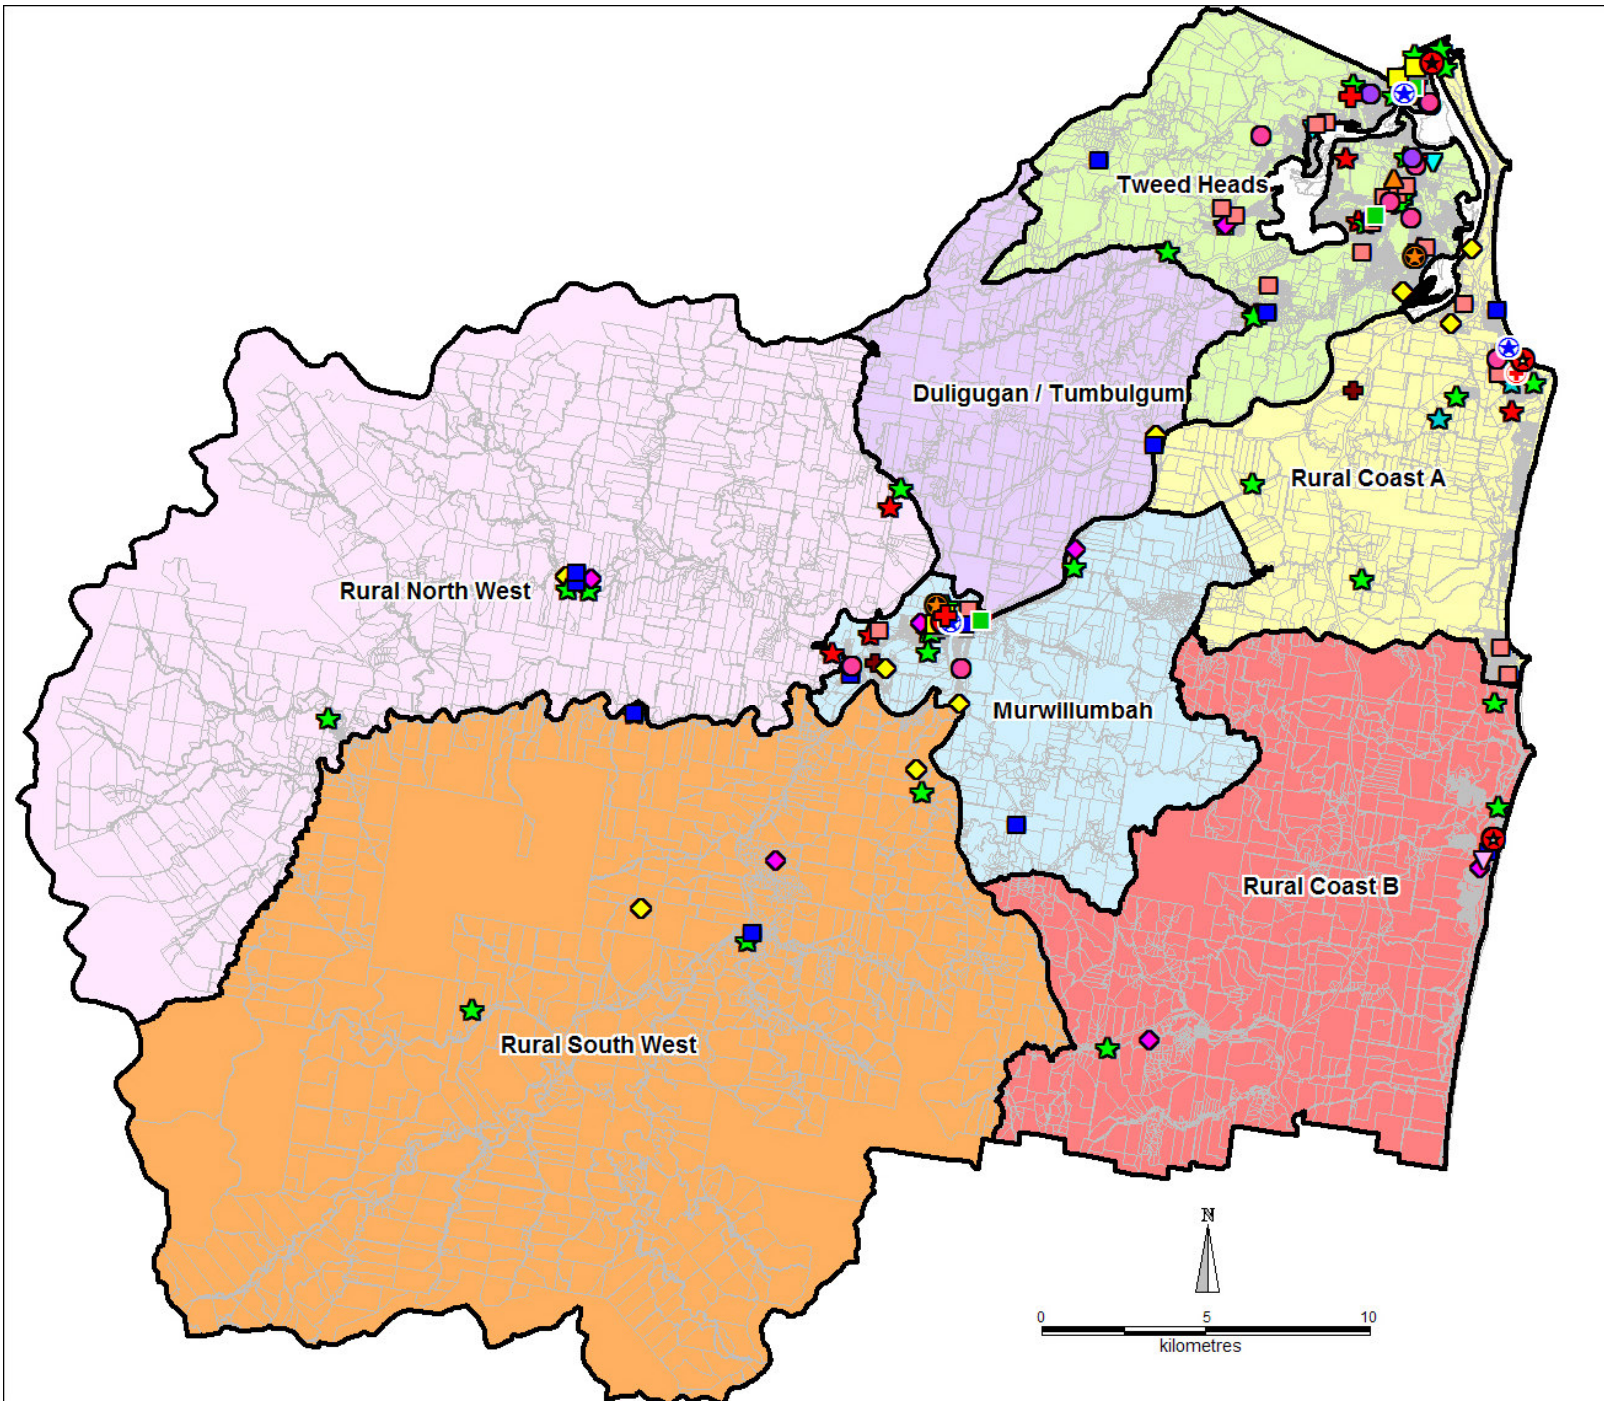 Tweed Heads
Duligugan / Tumbulgum
Rural Coast A
Rural North West
Murwillumbah
Rural Coast B
Rural South West
N
0 5 10
kilometres